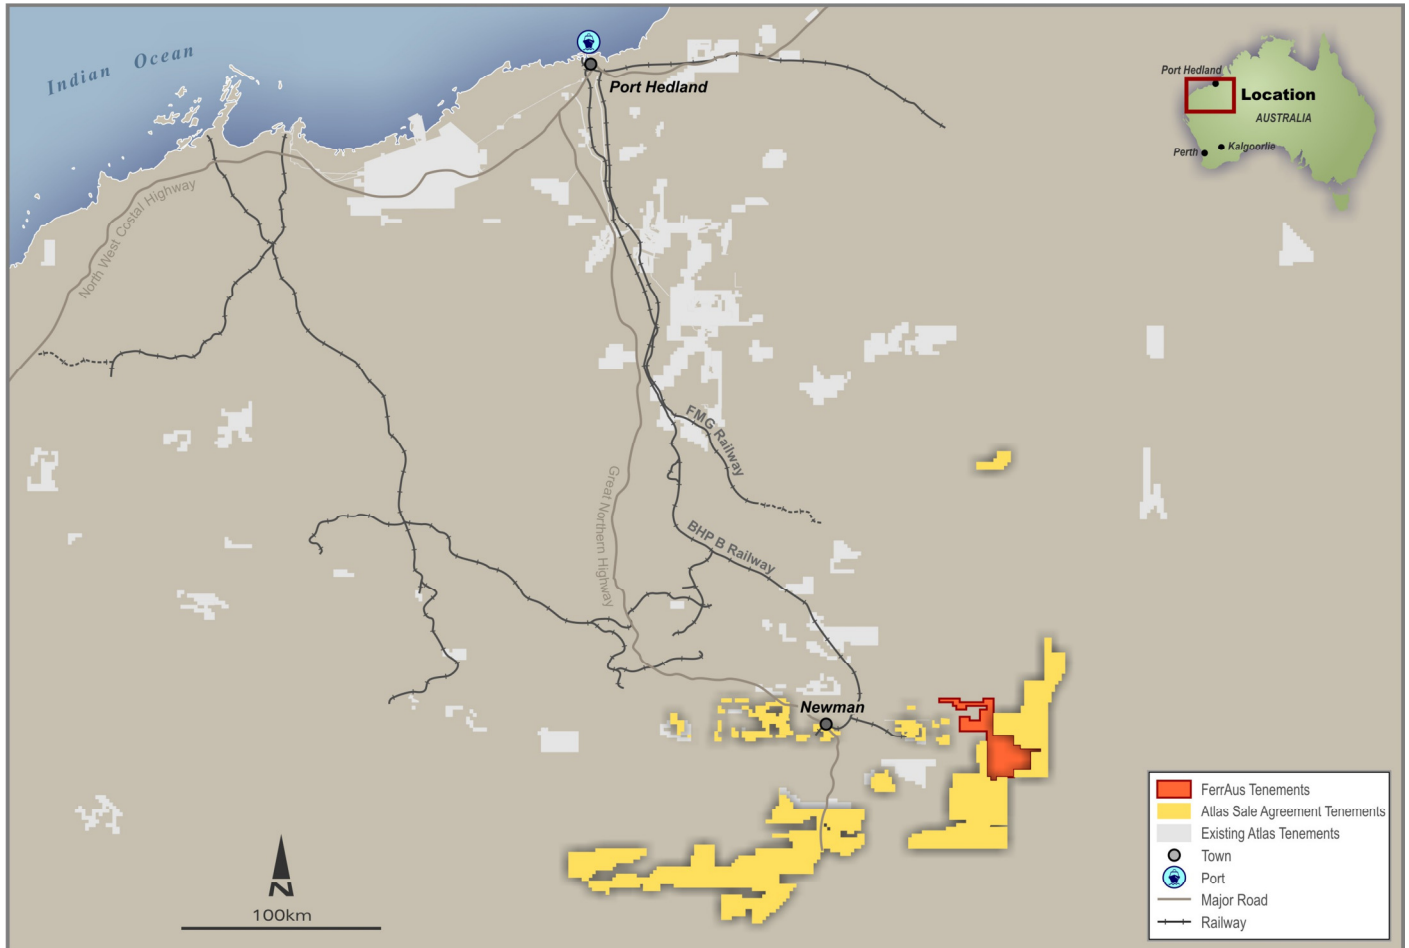 Indian Ocean
Port Hedland
Port Hedland
Location
AUSTRALIA
Perth
Kalgoorlie
North West Costal Highway
FMG Railway
Great Northern Highway
BHP B Railway
Newman
N
100km
FerrAus Tenements
Atlas Sale Agreement Tenements
Existing Atlas Tenements
Town
Port
Major Road
Railway